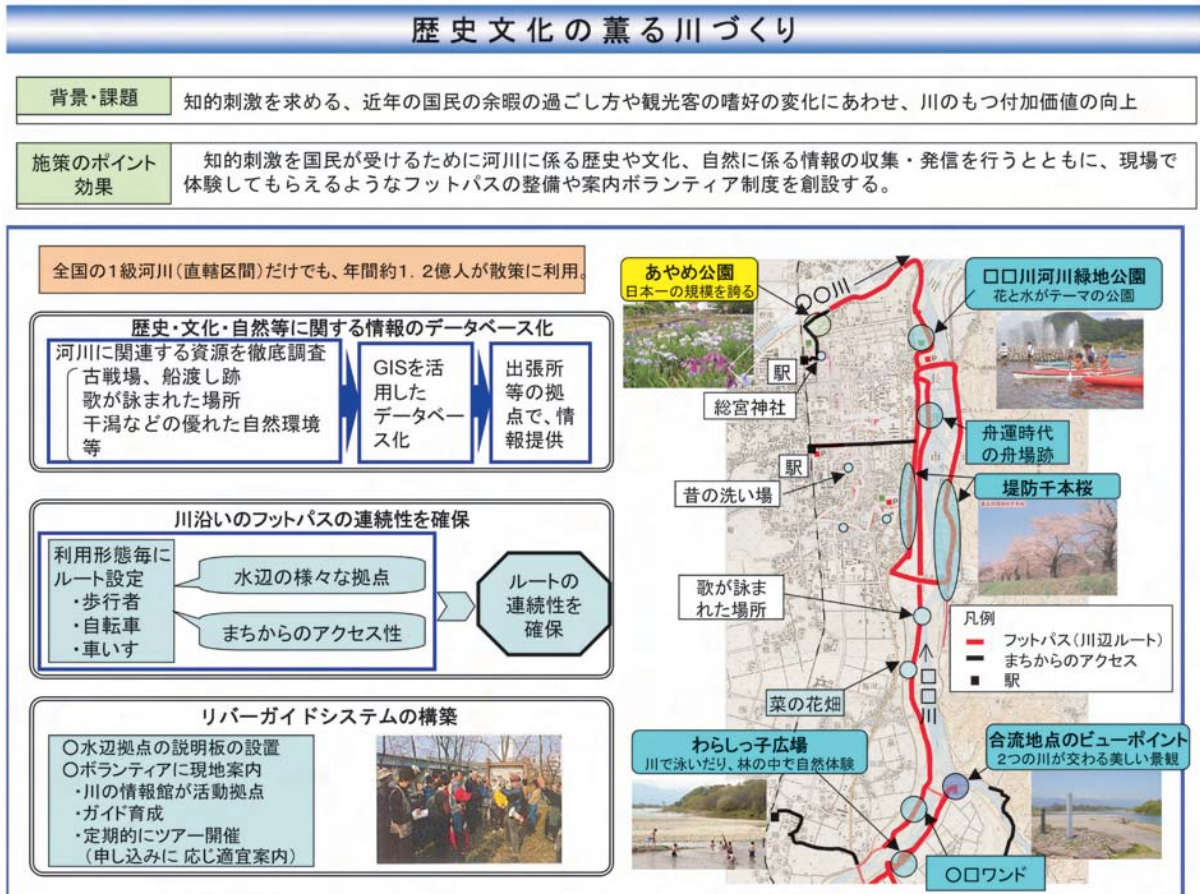 歴史文化の薫る川づくり
背景・課題
知的刺激を求める、近年の国民の余暇の過ごし方や観光客の嗜好の変化にあわせ、川のもつ付加価値の向上
施策のポイント
効果
知的刺激を国民が受けるために河川に係る歴史や文化、自然に係る情報の収集・発信を行うとともに、現場で
体験してもらえるようなフットパスの整備や案内ボランティア制度を創設する。
全国の1級河川(直轄区間)だけでも、年間約1.2億人が散策に利用。
歴史・文化・自然等に関する情報のデータベース化
河川に関連する資源を徹底調査
古戦場、船渡し跡
歌が詠まれた場所
干潟などの優れた自然環境
等
GISを活
用した
データベー
ス化
出張所
等の拠
点で、情
報提供
川沿いのフットパスの連続性を確保
利用形態毎に
ルート設定
・歩行者
・自転車
・車いす
水辺の様々な拠点
まちからのアクセス性
ルートの
連続性を
確保
リバーガイドシステムの構築
○水辺拠点の説明板の設置
○ボランティアに現地案内
・川の情報館が活動拠点
・ガイド育成
・定期的にツアー開催
(申し込みに 応じ適宜案内)
あやめ公園
日本一の規模を誇る
○○川
□□川河川緑地公園
花と水がテーマの公園
駅
総宮神社
舟運時代
の舟場跡
駅
昔の洗い場
堤防千本桜
歌が詠ま
れた場所
凡例
フットパス(川辺ルート)
まちからのアクセス
駅
菜の花畑
□□川
わらしっ子広場
川で泳いだり、林の中で自然体験
合流地点のビューポイント
2つの川が交わる美しい景観
○□ワンド